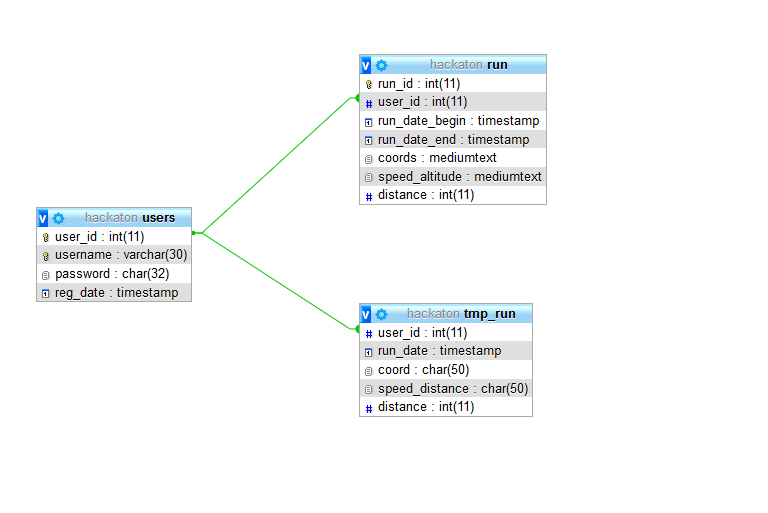 hackaton run
run_id : int(11)
user_id : int(11)
run_date_begin : timestamp
run_date_end : timestamp
coords : mediumtext
speed_altitude : mediumtext
distance : int(11)
hackaton users
user_id : int(11)
username : varchar(30)
password : char(32)
reg_date : timestamp
hackaton tmp_run
user_id : int(11)
run_date : timestamp
coord : char(50)
speed_distance : char(50)
distance : int(11)